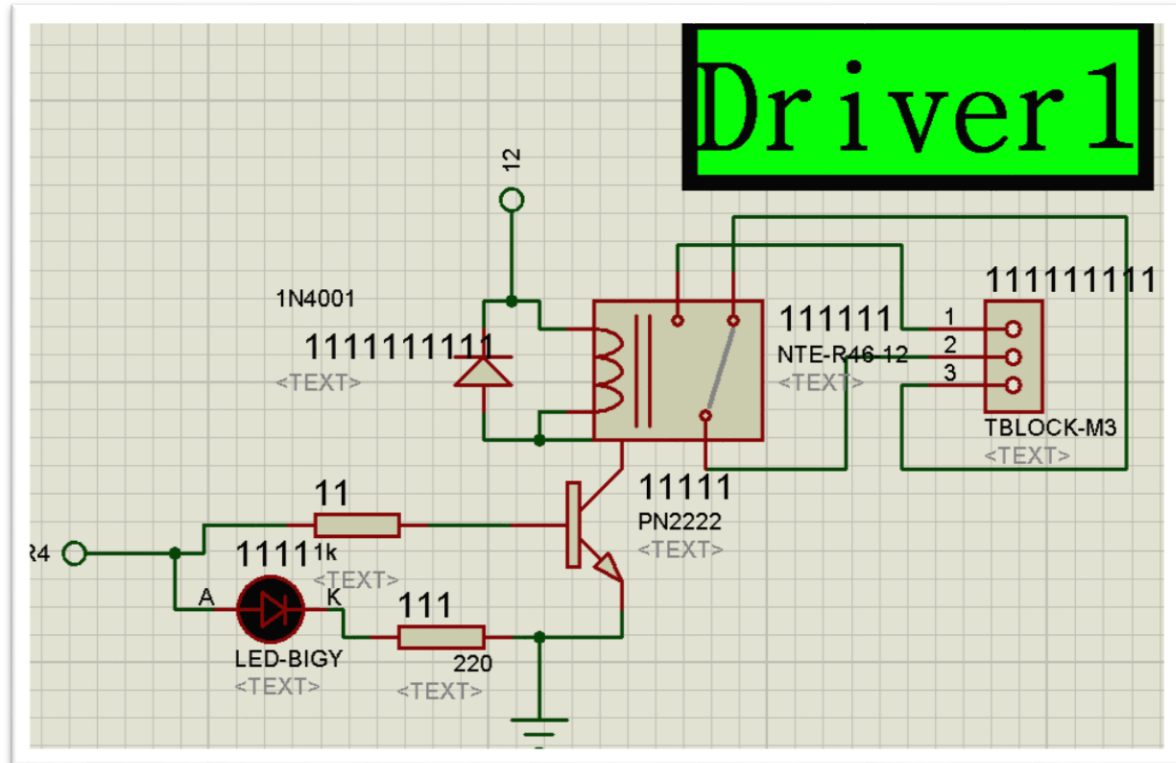 Driver1
12
1N4001
1111111111
<TEXT>
111111
NTE-R46-12
<TEXT>
111111111
1
2
3
TBLOCK-M3
<TEXT>
11111
PN2222
<TEXT>
11
1k
<TEXT>
R4
1111
A
K
LED-BIGY
<TEXT>
111
220
<TEXT>